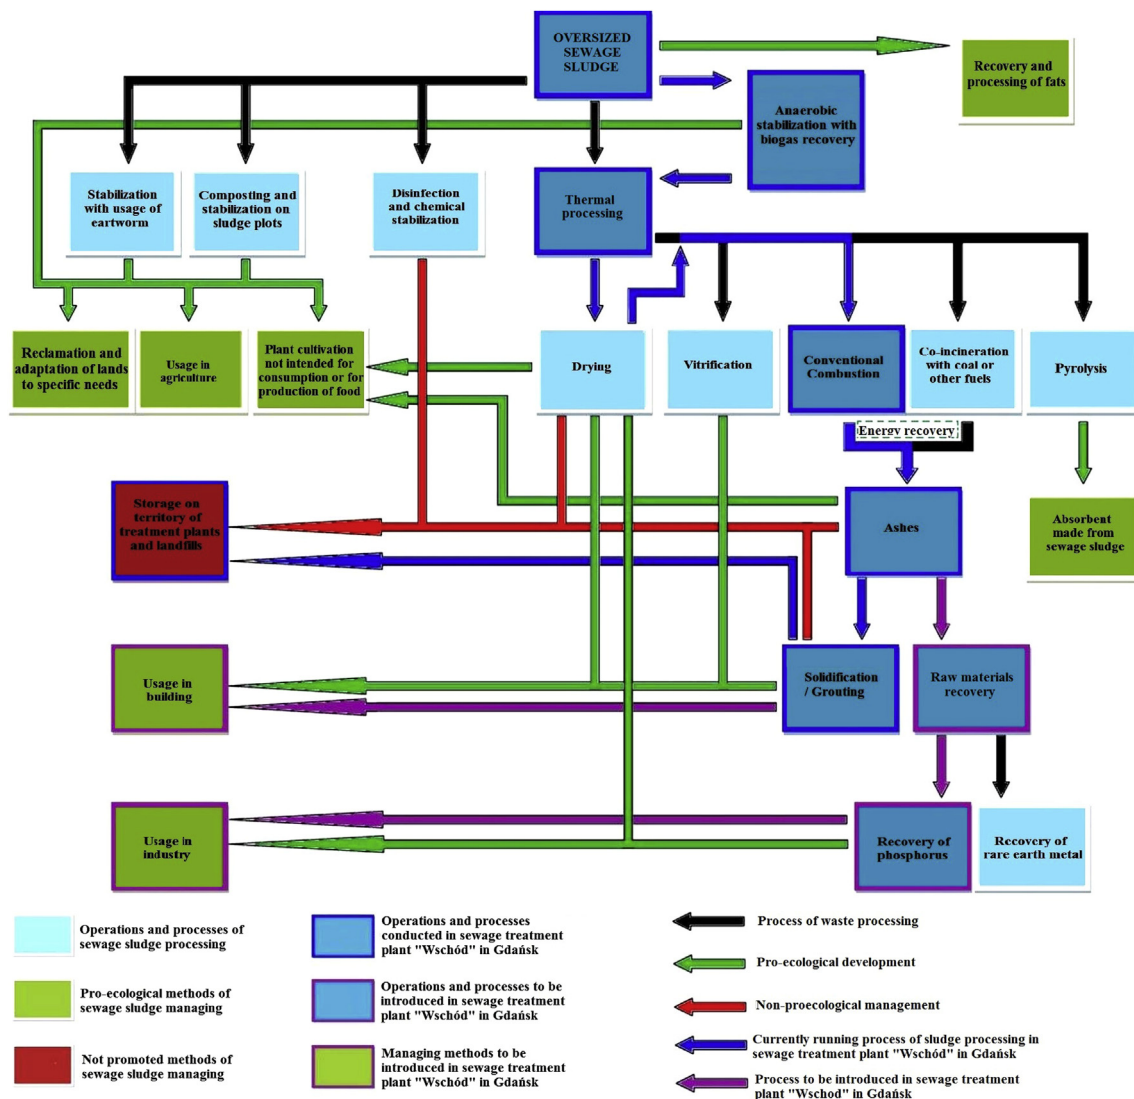 OVERSIZED
SEWAGE
SLUDGE
Recovery and
processing of fats
Anaerobic
stabilization with
biogas recovery
Stabilization
with usage of
eartworm
Composting and
stabilization on
sludge plots
Disinfection
and chemical
stabilization
Thermal
processing
Reclamation and
adaptation of lands
to specific needs
Usage in
agriculture
Plant cultivation
not intended for
consumption or for
production of food
Drying
Vitrification
Conventional
Combustion
Co-incineration
with coal or
other fuels
Pyrolysis
Energy recovery
Storage on
territory of
treatment plants
and landfills
Ashes
Absorbent
made from
sewage sludge
Usage in
building
Solidification
/ Grouting
Raw materials
recovery
Usage in
industry
Recovery of
phosphorus
Recovery of
rare earth metal
Operations and processes of
sewage sludge processing
Pro-ecological methods of
sewage sludge managing
Not promoted methods of
sewage sludge managing
Operations and processes
conducted in sewage treatment
plant "Wschód" in Gdańsk
Operations and processes to be
introduced in sewage treatment
plant "Wschód" in Gdańsk
Managing methods to be
introduced in sewage treatment
plant "Wschód" in Gdańsk
Process of waste processing
Pro-ecological development
Non-proecological management
Currently running process of sludge processing in
sewage treatment plant "Wschód" in Gdańsk
Process to be introduced in sewage treatment
plant "Wschod" in Gdańsk